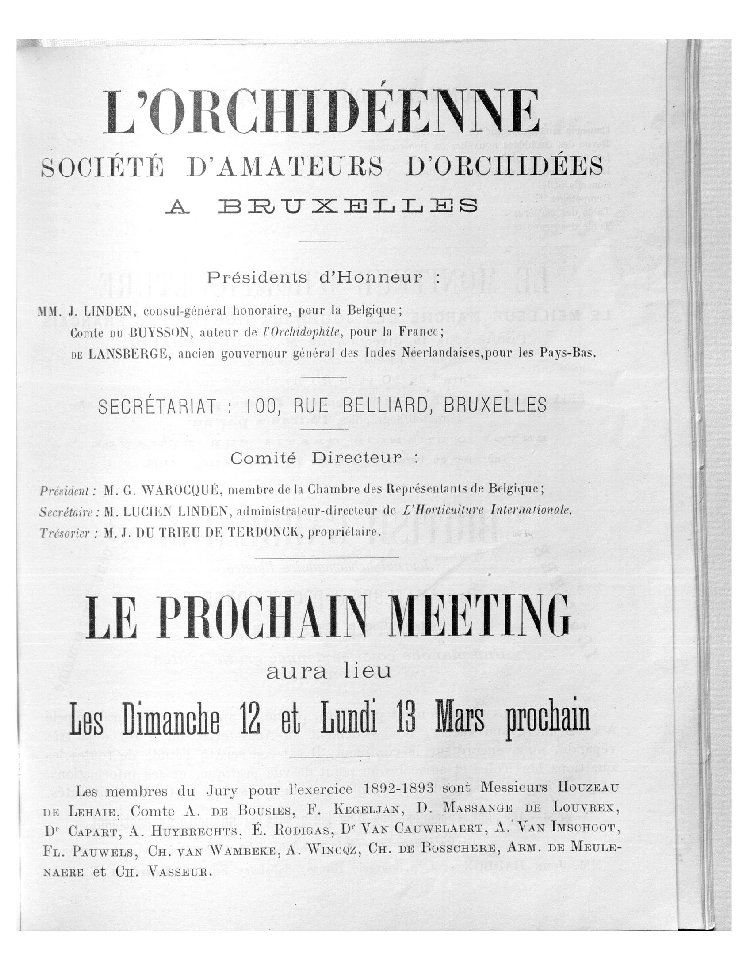 L'ORCHIDÉENNE
SOCIÉTÉ D'AMATEURS D'ORCHIDÉES
A BRUXELLES
Présidents d'Honneur :
MM. J. LINDEN, consul-général honoraire, pour la Belgique;
Comte DU BUYSSON, auteur de l'Orchidophile, pour la France;
DE LANSBERGE, ancien gouverneur général des Indes Néerlandaises, pour les Pays-Bas.
SECRÉTARIAT : 100, RUE BELLIARD, BRUXELLES
Comité Directeur :
Président : M. G. WAROCQUÉ, membre de la Chambre des Représentants de Belgique;
Secrétaire : M. LUCIEN LINDEN, administrateur-directeur de L'Horticulture Internationale.
Trésorier : M. J. DU TRIEU DE TERDONCK, propriétaire.
LE PROCHAIN MEETING
aura lieu
Les Dimanche 12 et Lundi 13 Mars prochain
Les membres du Jury pour l'exercice 1892-1893 sont Messieurs HOUZEAU
DE LEHAIE, Comte A. DE BOUSIES, F. KEGELJAN, D. MASSANGE DE LOUVREX,
Dr CAPART, A. HUYBRECHTS, É. RODIGAS, Dr VAN CAUWELAERT, A. VAN IMSCHOOT,
FL. PAUWELS, CH. VAN WAMBEKE, A. WINCQZ, CH. DE BOSSCHERE, ARM. DE MEULE-
NAERE et CH. VASSEUR.